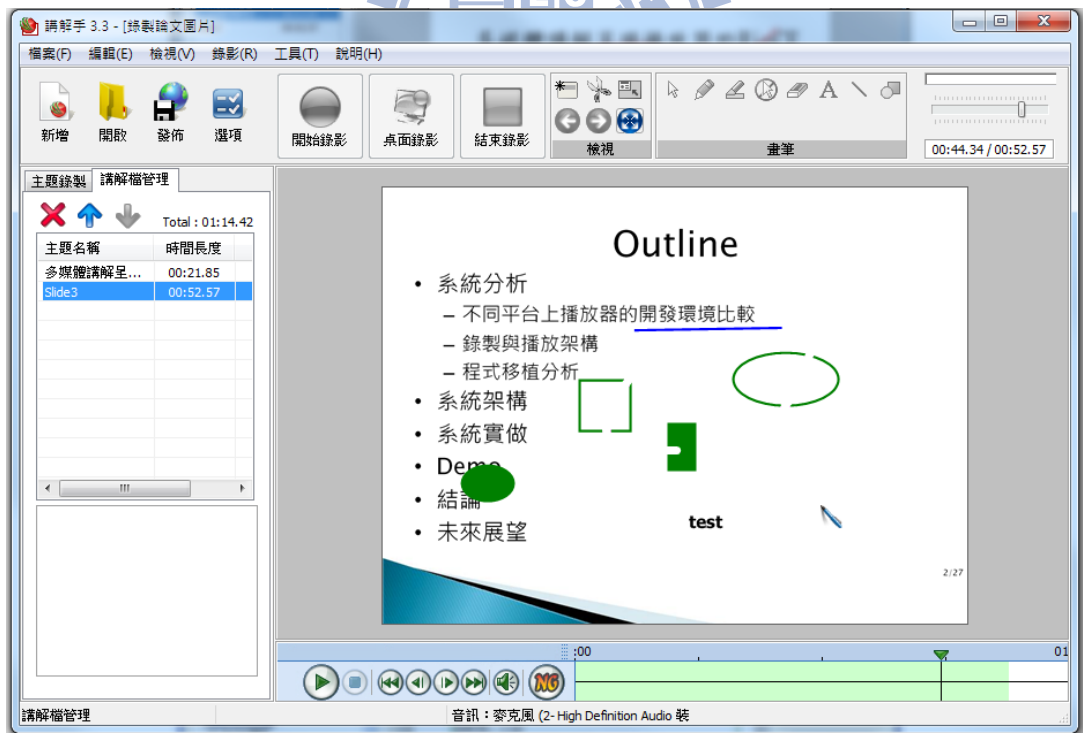 講解手 3.3 - [錄製論文圖片]
檔案(F) 編輯(E) 檢視(V) 錄影(R) 工具(T) 說明(H)
新增 開啟 發佈 選項
開始錄影 桌面錄影 結束錄影
檢視
A
畫筆
00:44.34 / 00:52.57
主題錄製 講解檔管理
Total : 01:14.42
主題名稱 時間長度
多媒體講解呈... 00:21.85
Slide3 00:52.57
Outline
• 系統分析
– 不同平台上播放器的開發環境比較
– 錄製與播放架構
– 程式移植分析
• 系統架構
• 系統實做
• Demo
• 結論
• 未來展望
test
2/27
:00 01
NG
講解檔管理
音訊：麥克風 (2- High Definition Audio 裝